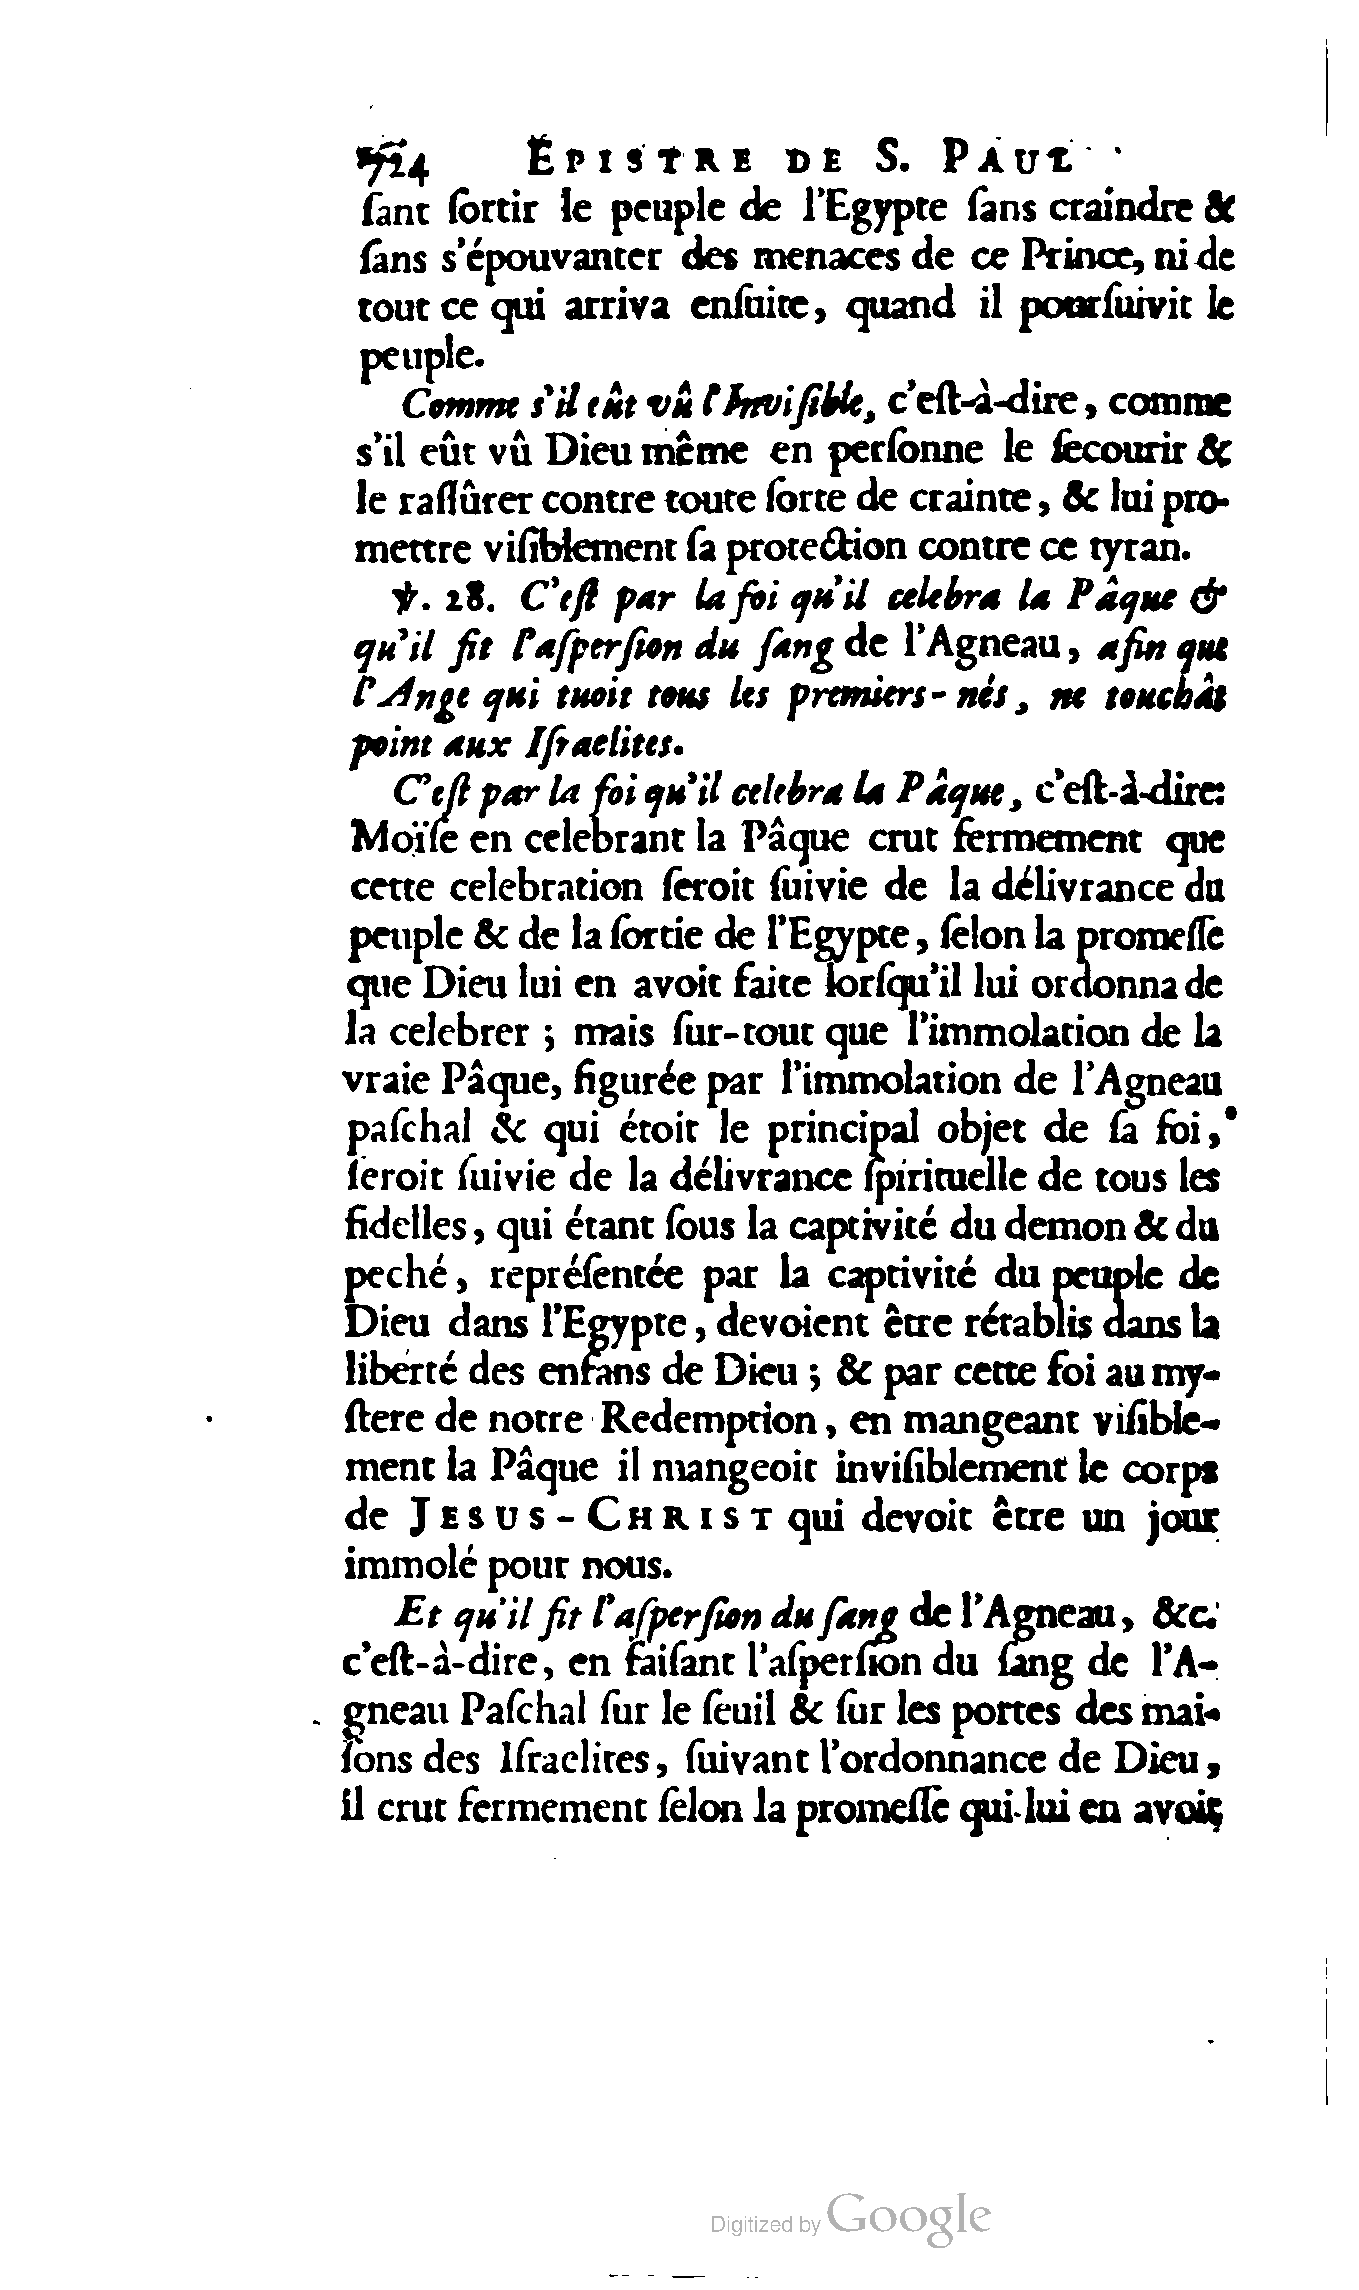 724 EPISTRE DE S. PAUL
ſant ſortir le peuple de l'Egypte ſans craindre &
ſans s'épouvanter des menaces de ce Prince, ni de
tout ce qui arriva enſuite, quand il pourſuivit le
peuple.
Comme s'il eût vû l'Inviſible, c'eſt-à-dire, comme
s'il eût vû Dieu même en perſonne le ſecourir &
le raſſûrer contre toute ſorte de crainte, & lui pro-
mettre viſiblement ſa protection contre ce tyran.
℣. 28. C'eſt par la foi qu'il celebra la Pâque &
qu'il fit l'aſperſion du ſang de l'Agneau, afin que
l'Ange qui tuoit tous les premiers-nés, ne touchât
point aux Iſraelites.
C'eſt par la foi qu'il celebra la Pâque, c'eſt-à-dire:
Moïſe en celebrant la Pâque crut fermement que
cette celebration ſeroit ſuivie de la délivrance du
peuple & de la ſortie de l'Egypte, ſelon la promeſſe
que Dieu lui en avoit faite lorſqu'il lui ordonna de
la celebrer ; mais ſur-tout que l'immolation de la
vraie Pâque, figurée par l'immolation de l'Agneau
paſchal & qui étoit le principal objet de ſa foi,
ſeroit ſuivie de la délivrance ſpirituelle de tous les
fidelles, qui étant ſous la captivité du demon & du
peché, repréſentée par la captivité du peuple de
Dieu dans l'Egypte, devoient être rétablis dans la
liberté des enfans de Dieu ; & par cette foi au my-
ſtere de notre Redemption, en mangeant viſible-
ment la Pâque il mangeoit inviſiblement le corps
de JESUS-CHRIST qui devoit être un jour
immolé pour nous.
Et qu'il fit l'aſperſion du ſang de l'Agneau, &c.
c'eſt-à-dire, en faiſant l'aſperſion du ſang de l'A-
gneau Paſchal ſur le ſeuil & ſur les portes des mai-
ſons des Iſraelites, ſuivant l'ordonnance de Dieu,
il crut fermement ſelon la promeſſe qui lui en avoit
Digitized by Google